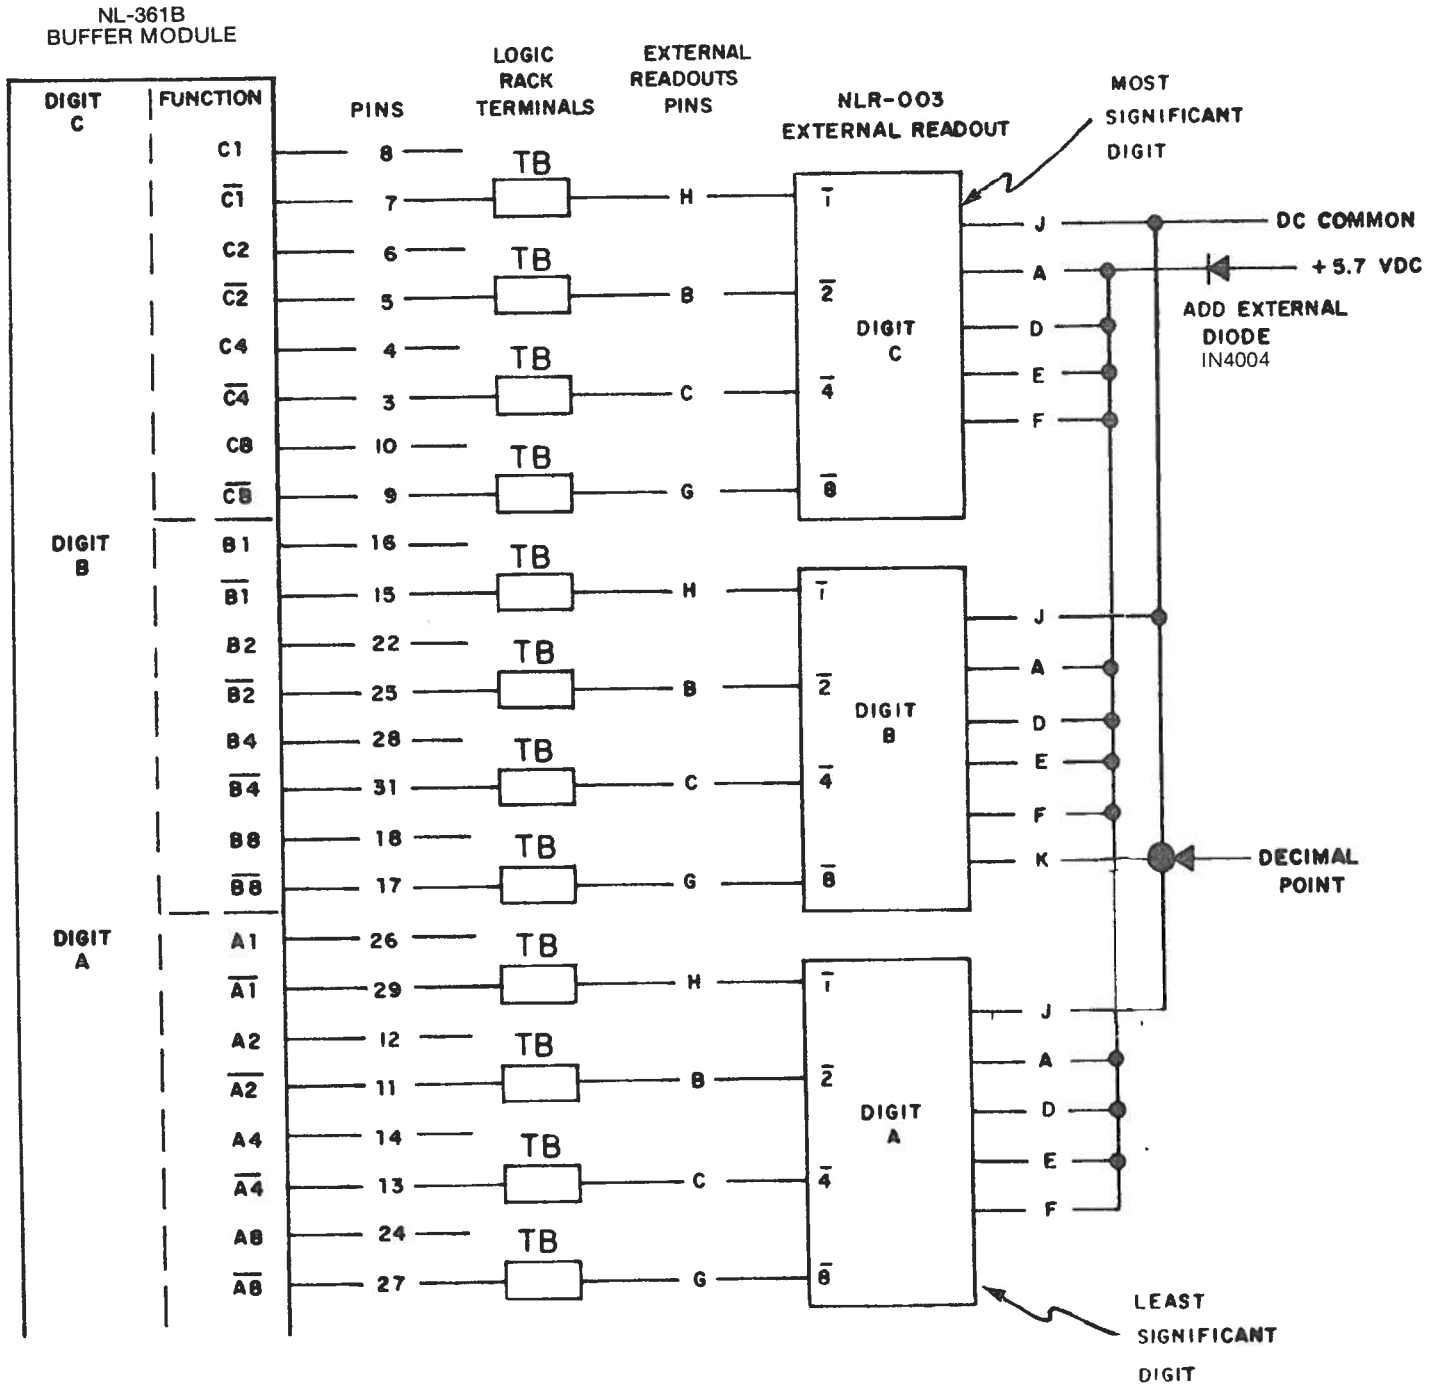 NL-361B
BUFFER MODULE
LOGIC RACK TERMINALS
EXTERNAL READOUTS PINS
DIGIT C
FUNCTION
PINS
NLR-003
EXTERNAL READOUT
MOST SIGNIFICANT DIGIT
C1 8
C̅1̅ 7 TB H 1̅
J DC COMMON
C2 6
A +5.7 VDC
C̅2̅ 5 TB B 2̅
ADD EXTERNAL
DIODE
IN4004
D
DIGIT C
C4 4
E
C̅4̅ 3 TB C 4̅
F
C8 10
C̅8̅ 9 TB G 8̅
DIGIT B
B1 16
B̅1̅ 15 TB H 1̅
J
B2 22
A
B̅2̅ 25 TB B 2̅
DIGIT B
D
B4 28
E
B̅4̅ 31 TB C 4̅
F
B8 18
K DECIMAL
POINT
B̅8̅ 17 TB G 8̅
DIGIT A
A1 26
A̅1̅ 29 TB H 1̅
J
A2 12
A
A̅2̅ 11 TB B 2̅
DIGIT A
D
A4 14
E
A̅4̅ 13 TB C 4̅
F
A8 24
A̅8̅ 27 TB G 8̅
LEAST
SIGNIFICANT
DIGIT